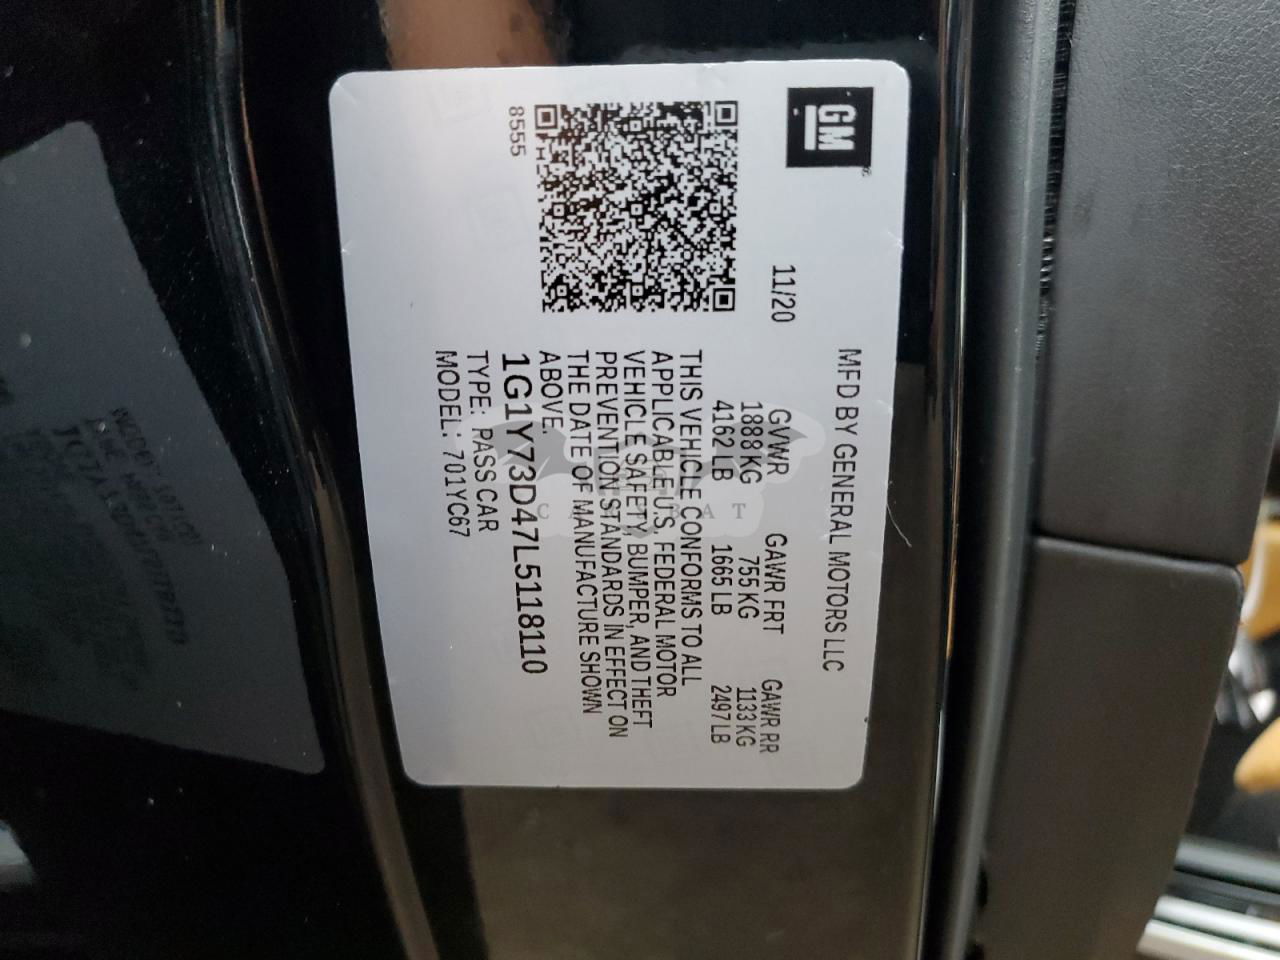 GM
MFD BY GENERAL MOTORS LLC
11/20
GVWR GAWR FRT GAWR RR
1888 KG 755 KG 1133 KG
4162 LB 1665 LB 2497 LB
THIS VEHICLE CONFORMS TO ALL
APPLICABLE U.S. FEDERAL MOTOR
VEHICLE SAFETY, BUMPER, AND THEFT
PREVENTION STANDARDS IN EFFECT ON
THE DATE OF MANUFACTURE SHOWN
ABOVE.
1G1Y73D47L5118110
TYPE: PASS CAR
MODEL: 701YC67
8555